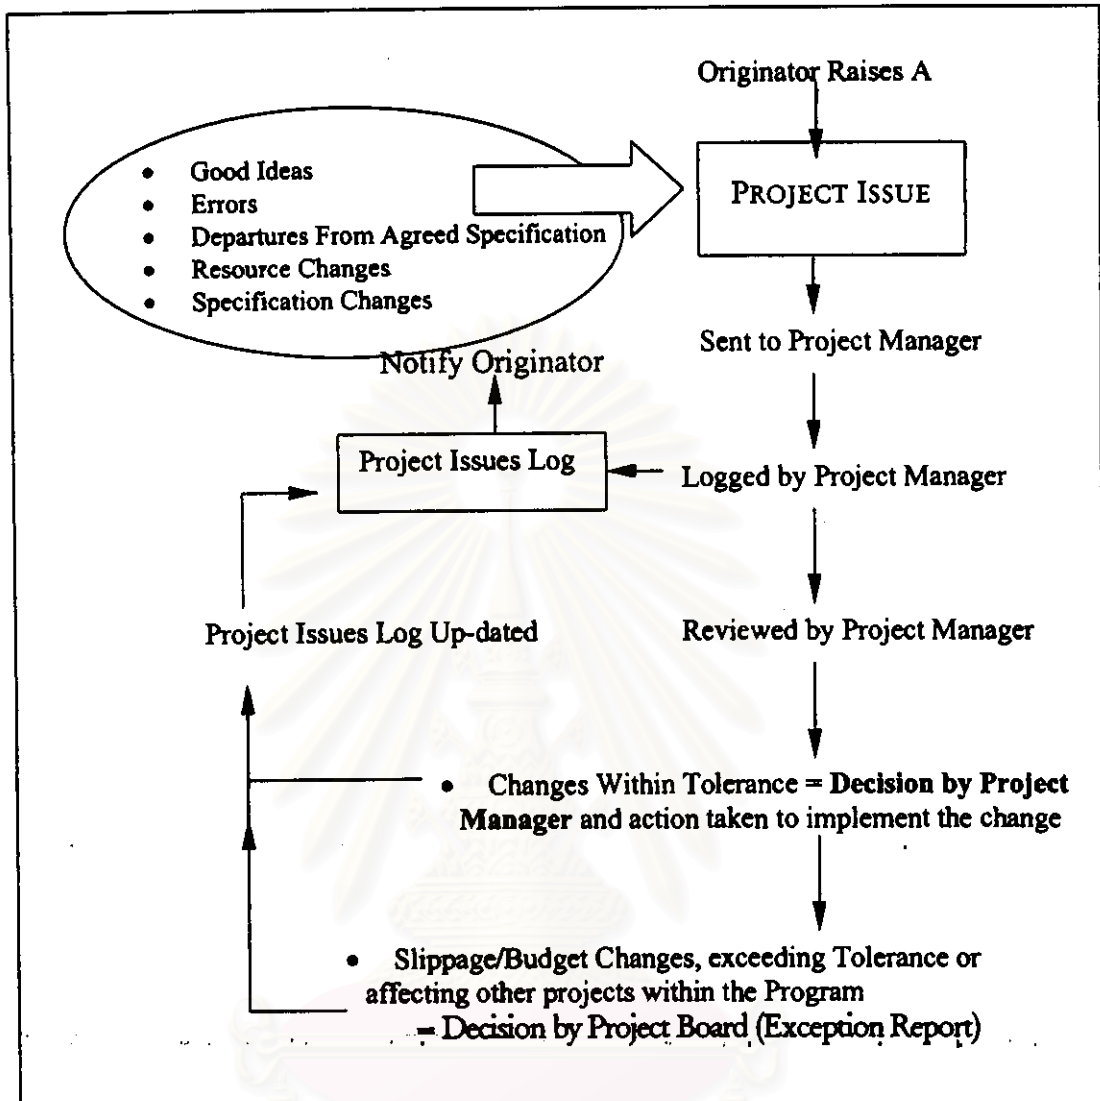 Originator Raises A
• Good Ideas
• Errors
• Departures From Agreed Specification
• Resource Changes
• Specification Changes
PROJECT ISSUE
Sent to Project Manager
Notify Originator
Project Issues Log
Logged by Project Manager
Project Issues Log Up-dated
Reviewed by Project Manager
• Changes Within Tolerance = Decision by Project
Manager and action taken to implement the change
• Slippage/Budget Changes, exceeding Tolerance or
affecting other projects within the Program
= Decision by Project Board (Exception Report)